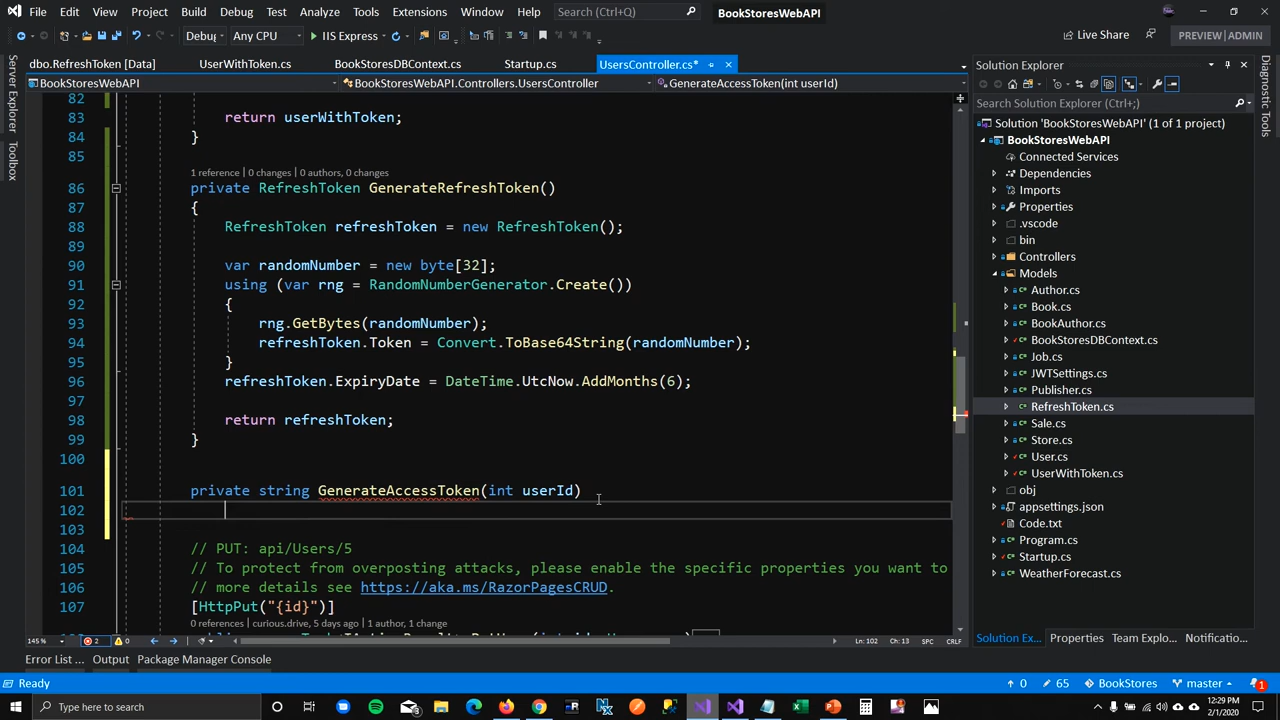 File Edit View Project Build Debug Test Analyze Tools Extensions Window Help Search (Ctrl+Q) BookStoresWebAPI
Debug Any CPU IIS Express Live Share PREVIEW | ADMIN
dbo.RefreshToken [Data] UserWithToken.cs BookStoresDBContext.cs Startup.cs UsersController.cs*
BookStoresWebAPI BookStoresWebAPI.Controllers.UsersController GenerateAccessToken(int userId)
Server Explorer
Toolbox
82
83 return userWithToken;
84 }
85
1 reference | 0 changes | 0 authors, 0 changes
86 private RefreshToken GenerateRefreshToken()
87 {
88 RefreshToken refreshToken = new RefreshToken();
89
90 var randomNumber = new byte[32];
91 using (var rng = RandomNumberGenerator.Create())
92 {
93 rng.GetBytes(randomNumber);
94 refreshToken.Token = Convert.ToBase64String(randomNumber);
95 }
96 refreshToken.ExpiryDate = DateTime.UtcNow.AddMonths(6);
97
98 return refreshToken;
99 }
100
101 private string GenerateAccessToken(int userId)
102
103
104 // PUT: api/Users/5
105 // To protect from overposting attacks, please enable the specific properties you want to
106 // more details see https://aka.ms/RazorPagesCRUD.
107 [HttpPut("{id}")]
0 references | curious.drive, 5 days ago | 1 author, 1 change
145 % 2 0 Ln: 102 Ch: 13 SPC CRLF
Solution Explorer
Search Solution Explorer (Ctrl+;)
Solution 'BookStoresWebAPI' (1 of 1 project)
BookStoresWebAPI
Connected Services
Dependencies
Imports
Properties
.vscode
bin
Controllers
Models
Author.cs
Book.cs
BookAuthor.cs
BookStoresDBContext.cs
Job.cs
JWTSettings.cs
Publisher.cs
RefreshToken.cs
Sale.cs
Store.cs
User.cs
UserWithToken.cs
obj
appsettings.json
Code.txt
Program.cs
Startup.cs
WeatherForecast.cs
Solution Ex... Properties Team Explo... Notificatio...
Diagnostic Tools
Error List ... Output Package Manager Console
Ready 0 65 BookStores master 1
Type here to search
12:29 PM
2/1/2020